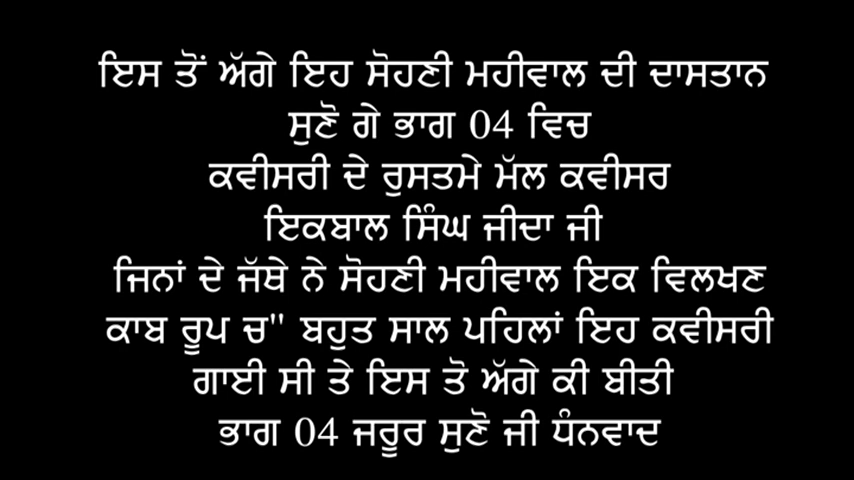 ਇਸ ਤੋਂ ਅੱਗੇ ਇਹ ਸੋਹਣੀ ਮਹੀਵਾਲ ਦੀ ਦਾਸਤਾਨ
ਸੁਣੋ ਗੇ ਭਾਗ 04 ਵਿਚ
ਕਵੀਸਰੀ ਦੇ ਰੁਸਤਮੇ ਮੱਲ ਕਵੀਸਰ
ਇਕਬਾਲ ਸਿੰਘ ਜੀਦਾ ਜੀ
ਜਿਨਾਂ ਦੇ ਜੱਥੇ ਨੇ ਸੋਹਣੀ ਮਹੀਵਾਲ ਇਕ ਵਿਲਖਣ
ਕਾਬ ਰੂਪ ਚ" ਬਹੁਤ ਸਾਲ ਪਹਿਲਾਂ ਇਹ ਕਵੀਸਰੀ
ਗਾਈ ਸੀ ਤੇ ਇਸ ਤੋ ਅੱਗੇ ਕੀ ਬੀਤੀ
ਭਾਗ 04 ਜਰੂਰ ਸੁਣੋ ਜੀ ਧੰਨਵਾਦ